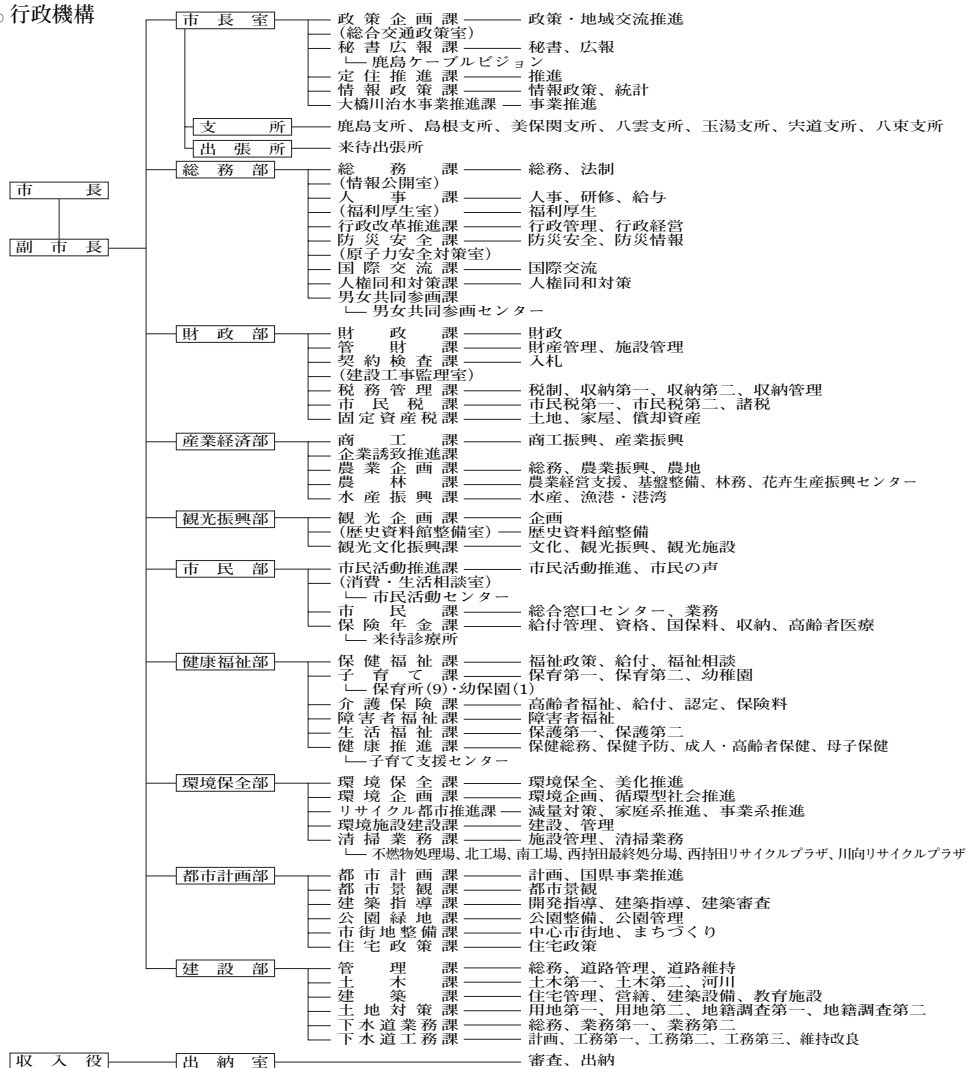 ○ 行政機構
市長室 政策企画課 政策・地域交流推進
(総合交通政策室)
秘書広報課 秘書、広報
鹿島ケーブルビジョン
定住推進課 推進
情報政策課 情報政策、統計
大橋川治水事業推進課 事業推進
支所 鹿島支所、島根支所、美保関支所、八雲支所、玉湯支所、宍道支所、八束支所
出張所 来待出張所
市長
副市長
総務部 総務課 総務、法制
(情報公開室)
人事課 人事、研修、給与
(福利厚生室) 福利厚生
行政改革推進課 行政管理、行政経営
防災安全課 防災安全、防災情報
(原子力安全対策室)
国際交流課 国際交流
人権同和対策課 人権同和対策
男女共同参画課
男女共同参画センター
財政部 財政課 財政
管財課 財産管理、施設管理
契約検査課 入札
(建設工事監理室)
税務管理課 税制、収納第一、収納第二、収納管理
市民税課 市民税第一、市民税第二、諸税
固定資産税課 土地、家屋、償却資産
産業経済部 商工課 商工振興、産業振興
企業誘致推進課
農業企画課 総務、農業振興、農地
農林課 農業経営支援、基盤整備、林務、花卉生産振興センター
水産振興課 水産、漁港・港湾
観光振興部 観光企画課 企画
(歴史資料館整備室) 歴史資料館整備
観光文化振興課 文化、観光振興、観光施設
市民部 市民活動推進課 市民活動推進、市民の声
(消費・生活相談室)
市民活動センター
市民課 総合窓口センター、業務
保険年金課 給付管理、資格、国保料、収納、高齢者医療
来待診療所
健康福祉部 保健福祉課 福祉政策、給付、福祉相談
子育て課 保育第一、保育第二、幼稚園
保育所(9)・幼保園(1)
介護保険課 高齢者福祉、給付、認定、保険料
障害者福祉課 障害者福祉
生活福祉課 保護第一、保護第二
健康推進課 保健総務、保健予防、成人・高齢者保健、母子保健
子育て支援センター
環境保全部 環境保全課 環境保全、美化推進
環境企画課 環境企画、循環型社会推進
リサイクル都市推進課 減量対策、家庭系推進、事業系推進
環境施設建設課 建設、管理
清掃業務課 施設管理、清掃業務
不燃物処理場、北工場、南工場、西持田最終処分場、西持田リサイクルプラザ、川向リサイクルプラザ
都市計画部 都市計画課 計画、国県事業推進
都市景観課 都市景観
建築指導課 開発指導、建築指導、建築審査
公園緑地課 公園整備、公園管理
市街地整備課 中心市街地、まちづくり
住宅政策課 住宅政策
建設部 管理課 総務、道路管理、道路維持
土木課 土木第一、土木第二、河川
建築課 住宅管理、営繕、建築設備、教育施設
土地対策課 用地第一、用地第二、地籍調査第一、地籍調査第二
下水道業務課 総務、業務第一、業務第二
下水道工務課 計画、工務第一、工務第二、工務第三、維持改良
収入役 出納室 審査、出納